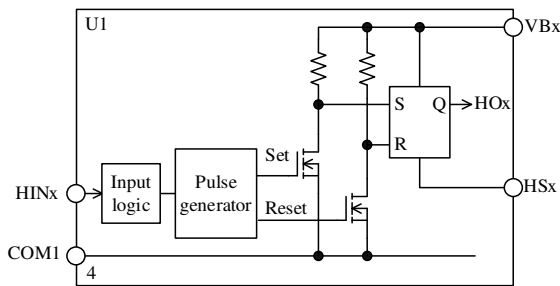 U1
VBx
S
Q
HOx
R
Set
HINx
Input
logic
Pulse
generator
HSx
Reset
COM1
4